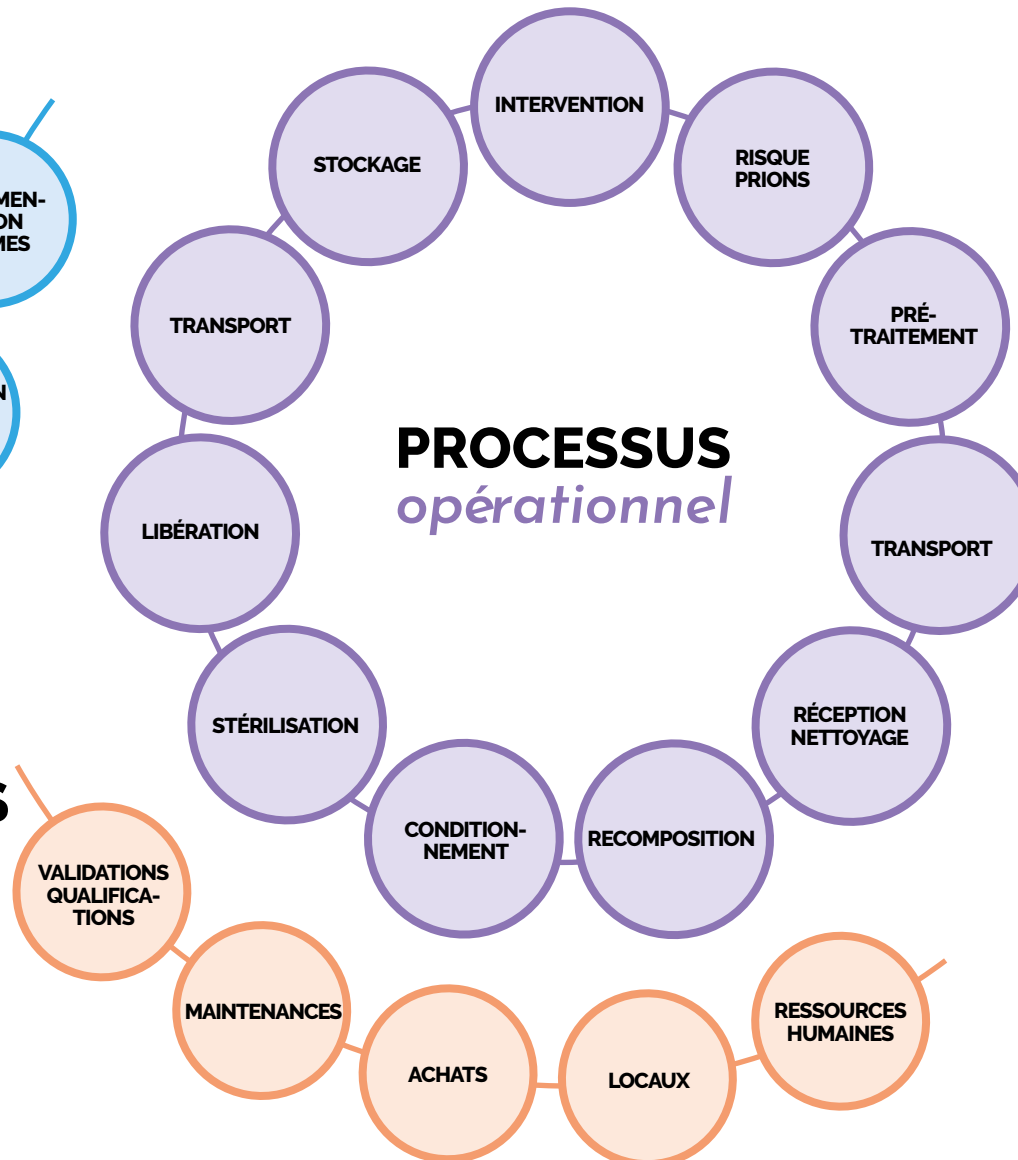 INTERVENTION
RISQUE
PRIONS
PRÉ-
TRAITEMENT
TRANSPORT
RÉCEPTION
NETTOYAGE
RECOMPOSITION
CONDITION-
NEMENT
STÉRILISATION
LIBÉRATION
TRANSPORT
STOCKAGE
PROCESSUS
opérationnel
VALIDATIONS
QUALIFICA-
TIONS
MAINTENANCES
ACHATS
LOCAUX
RESSOURCES
HUMAINES